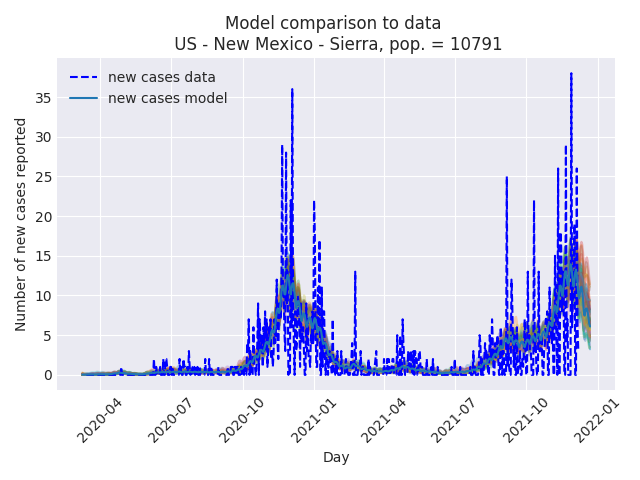 Model comparison to data
US - New Mexico - Sierra, pop. = 10791
new cases data
new cases model
Number of new cases reported
35
30
25
20
15
10
5
0
2020-04
2020-07
2020-10
2021-01
2021-04
2021-07
2021-10
2022-01
Day